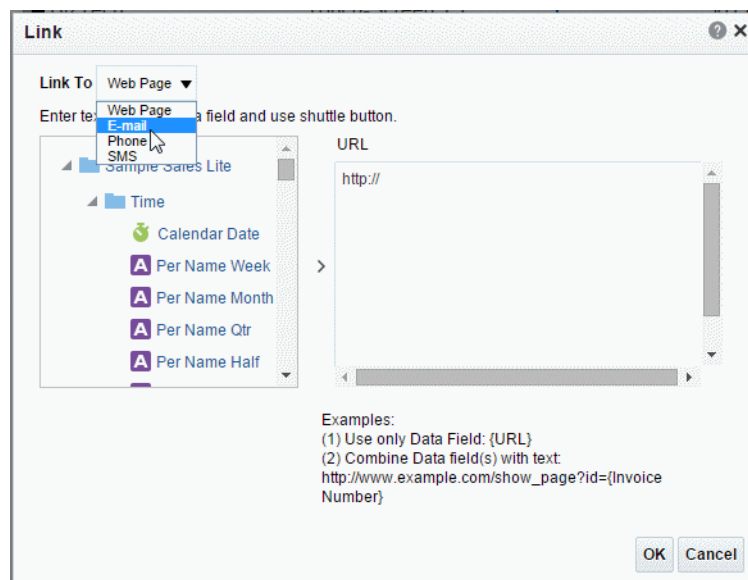 Link
Link To Web Page
Web Page
E-mail
Phone
SMS
Enter te a field and use shuttle button.
Sample Sales Lite
Time
Calendar Date
Per Name Week
Per Name Month
Per Name Qtr
Per Name Half
URL
http://
Examples:
(1) Use only Data Field: {URL}
(2) Combine Data field(s) with text:
http://www.example.com/show_page?id={Invoice
Number}
OK Cancel